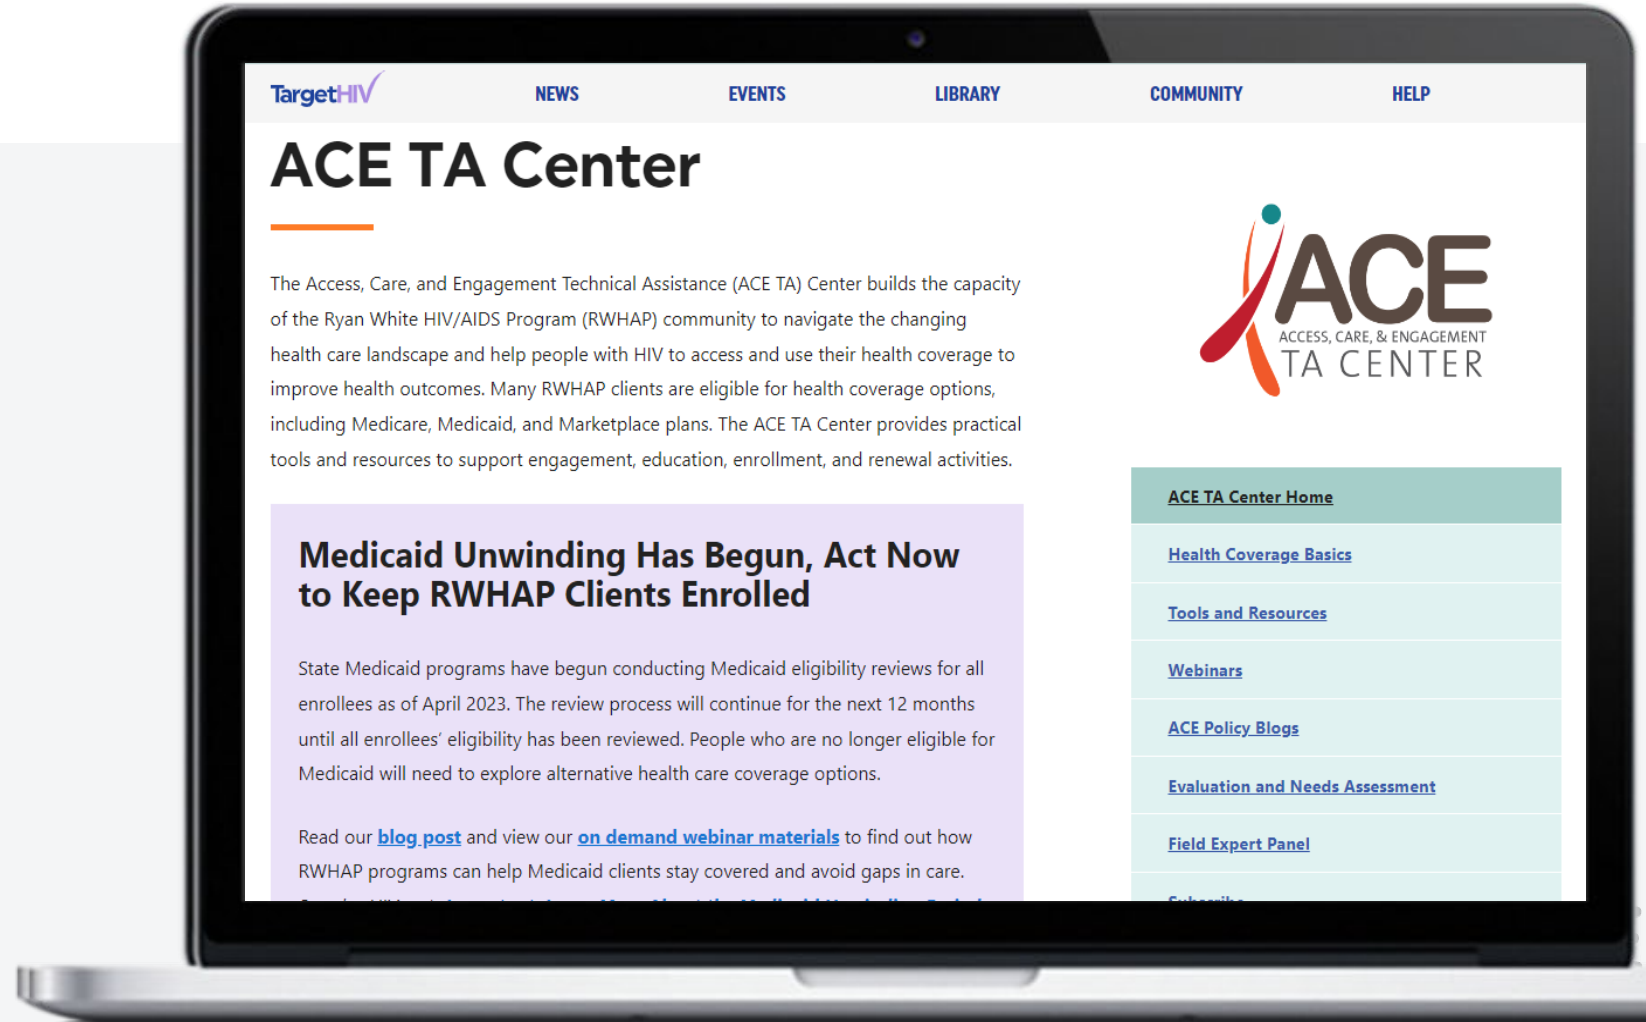 TargetHIV
NEWS
EVENTS
LIBRARY
COMMUNITY
HELP
ACE TA Center
The Access, Care, and Engagement Technical Assistance (ACE TA) Center builds the capacity
of the Ryan White HIV/AIDS Program (RWHAP) community to navigate the changing
health care landscape and help people with HIV to access and use their health coverage to
improve health outcomes. Many RWHAP clients are eligible for health coverage options,
including Medicare, Medicaid, and Marketplace plans. The ACE TA Center provides practical
tools and resources to support engagement, education, enrollment, and renewal activities.
Medicaid Unwinding Has Begun, Act Now
to Keep RWHAP Clients Enrolled
State Medicaid programs have begun conducting Medicaid eligibility reviews for all
enrollees as of April 2023. The review process will continue for the next 12 months
until all enrollees’ eligibility has been reviewed. People who are no longer eligible for
Medicaid will need to explore alternative health care coverage options.
Read our blog post and view our on demand webinar materials to find out how
RWHAP programs can help Medicaid clients stay covered and avoid gaps in care.
ACE
ACCESS, CARE, & ENGAGEMENT
TA CENTER
ACE TA Center Home
Health Coverage Basics
Tools and Resources
Webinars
ACE Policy Blogs
Evaluation and Needs Assessment
Field Expert Panel
Subscribe